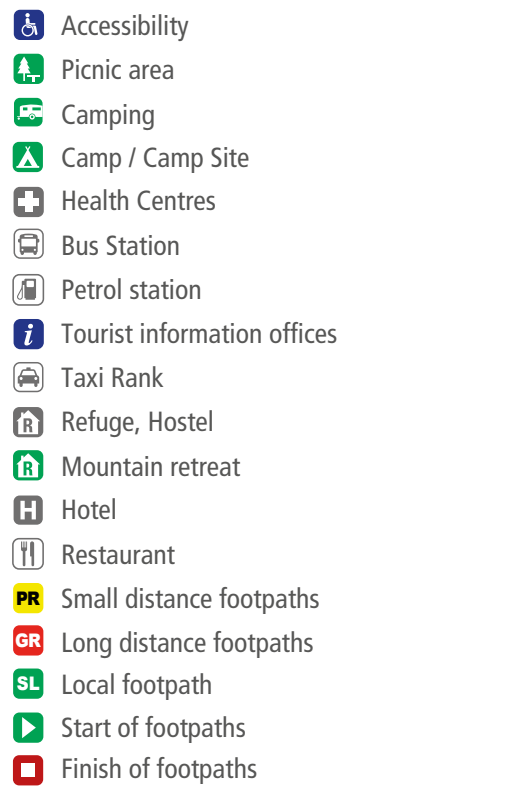 Accessibility
Picnic area
Camping
Camp / Camp Site
Health Centres
Bus Station
Petrol station
i Tourist information offices
Taxi Rank
R Refuge, Hostel
R Mountain retreat
H Hotel
Restaurant
PR Small distance footpaths
GR Long distance footpaths
SL Local footpath
Start of footpaths
Finish of footpaths